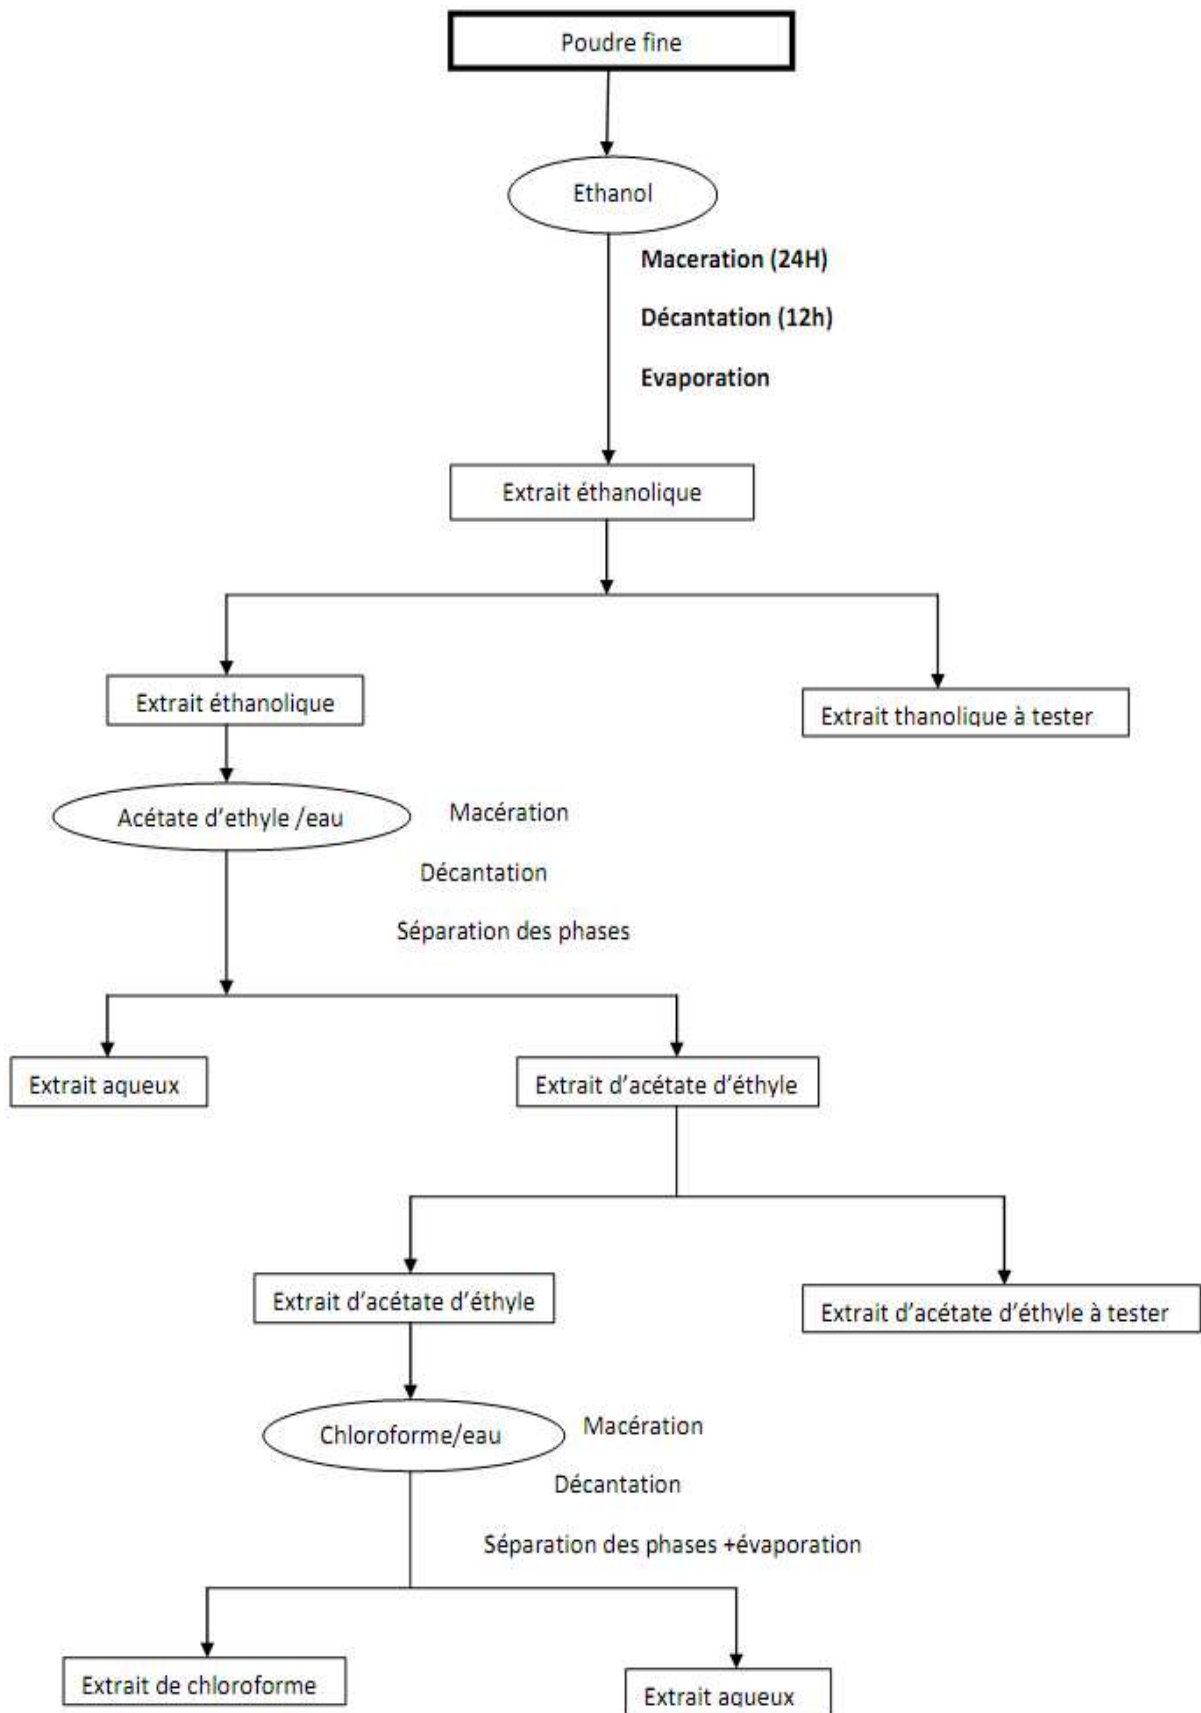 Poudre fine
Ethanol
Maceration (24H)
Décantation (12h)
Evaporation
Extrait éthanolique
Extrait éthanolique
Extrait thanolique à tester
Acétate d'ethyle /eau
Macération
Décantation
Séparation des phases
Extrait aqueux
Extrait d'acétate d'éthyle
Extrait d'acétate d'éthyle
Extrait d'acétate d'éthyle à tester
Chloroforme/eau
Macération
Décantation
Séparation des phases +évaporation
Extrait de chloroforme
Extrait aqueux